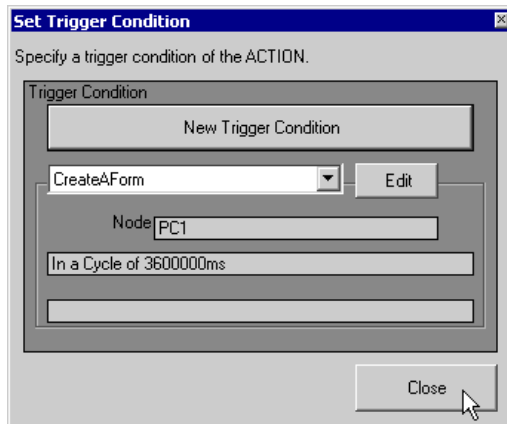 Set Trigger Condition
Specify a trigger condition of the ACTION.
Trigger Condition
New Trigger Condition
CreateAForm
Edit
Node PC1
In a Cycle of 3600000ms
Close